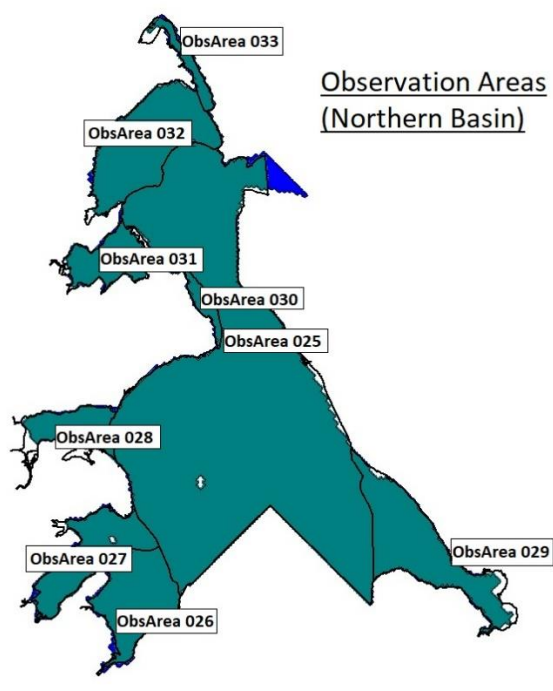 ObsArea 033
Observation Areas
(Northern Basin)
ObsArea 032
ObsArea 031
ObsArea 030
ObsArea 025
ObsArea 028
ObsArea 029
ObsArea 027
ObsArea 026